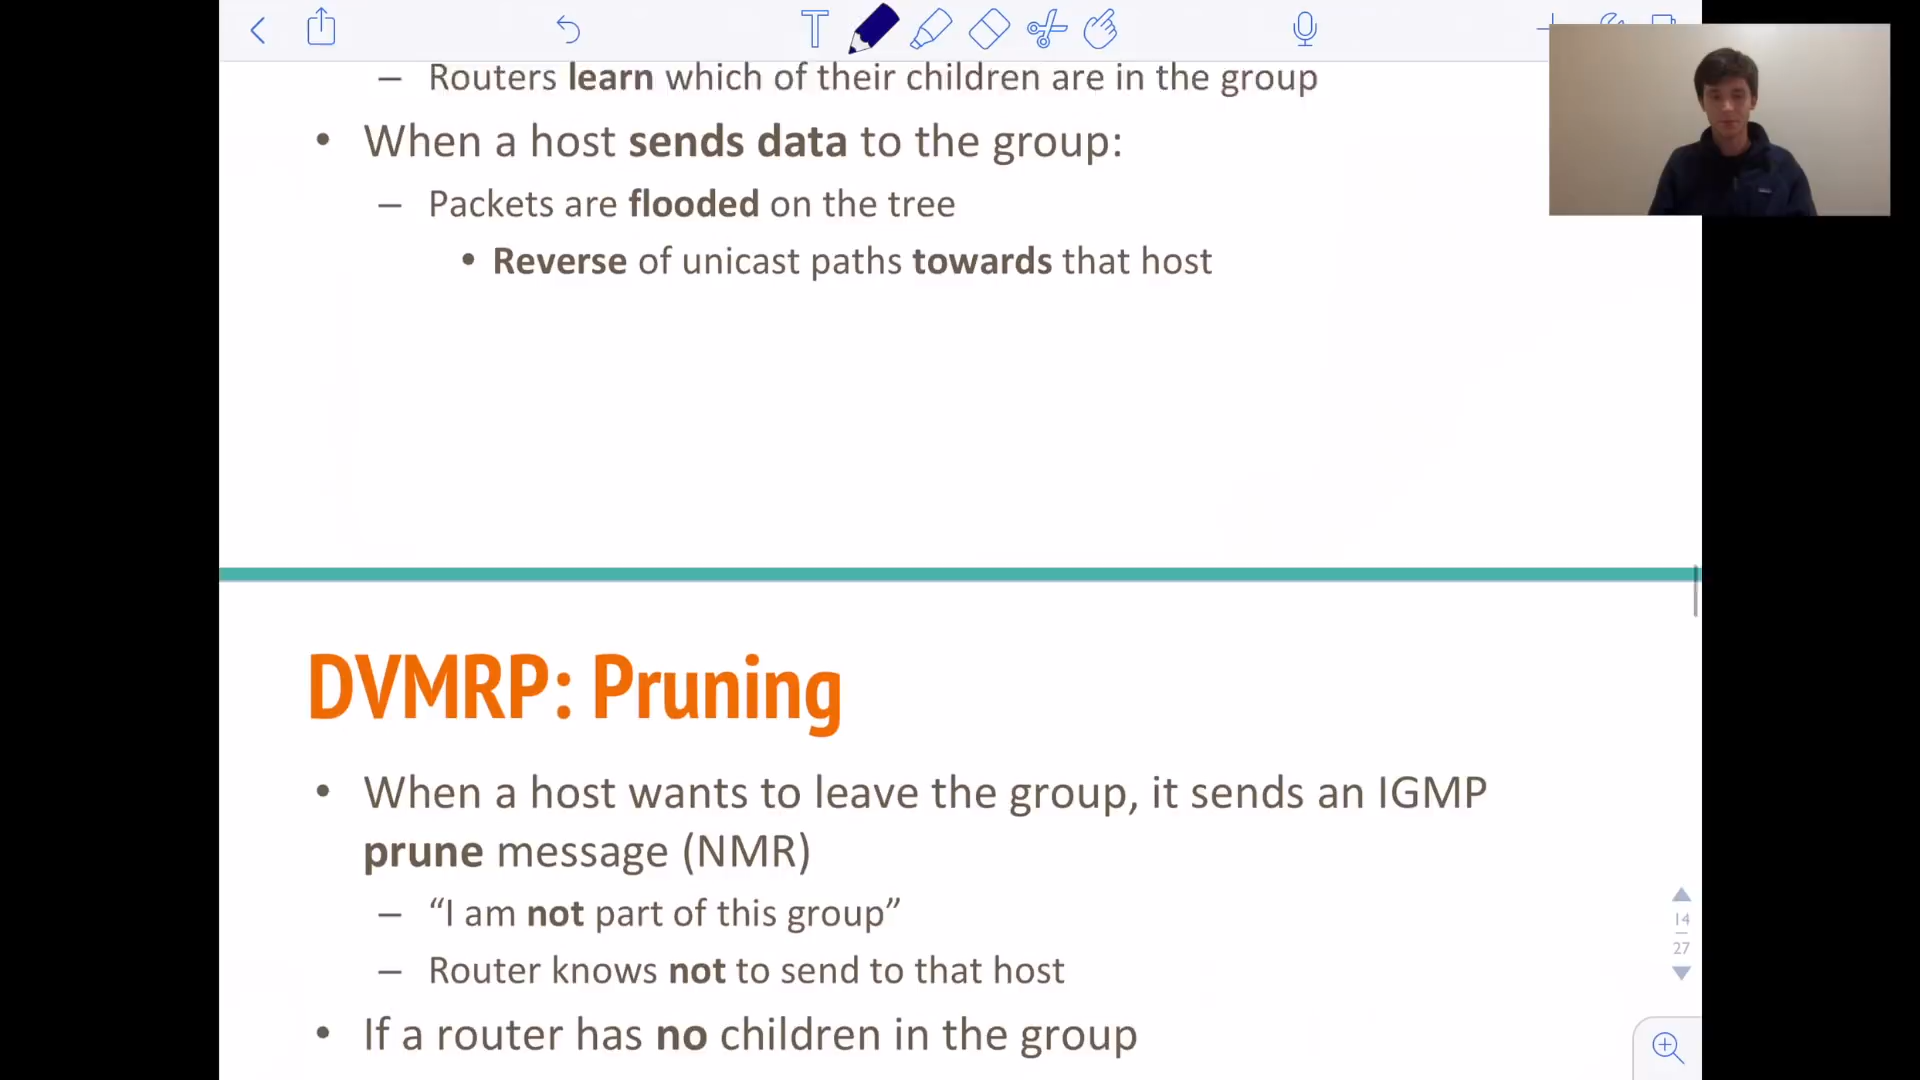 T
– Routers learn which of their children are in the group
• When a host sends data to the group:
– Packets are flooded on the tree
• Reverse of unicast paths towards that host
DVMRP: Pruning
• When a host wants to leave the group, it sends an IGMP
prune message (NMR)
– “I am not part of this group”
– Router knows not to send to that host
• If a router has no children in the group
14
27